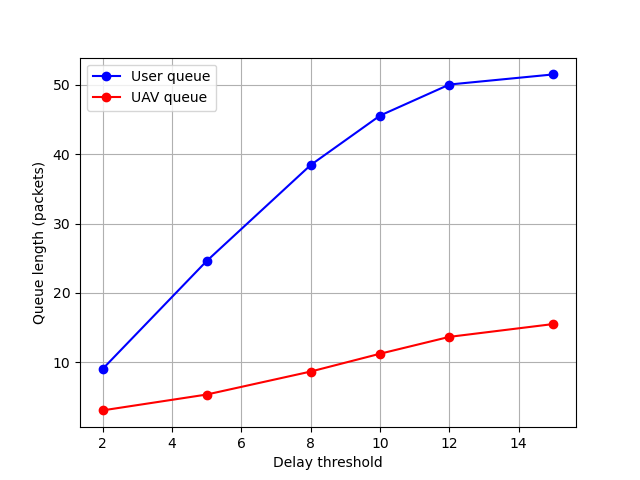 User queue
UAV queue
Queue length (packets)
50
40
30
20
10
2 4 6 8 10 12 14
Delay threshold